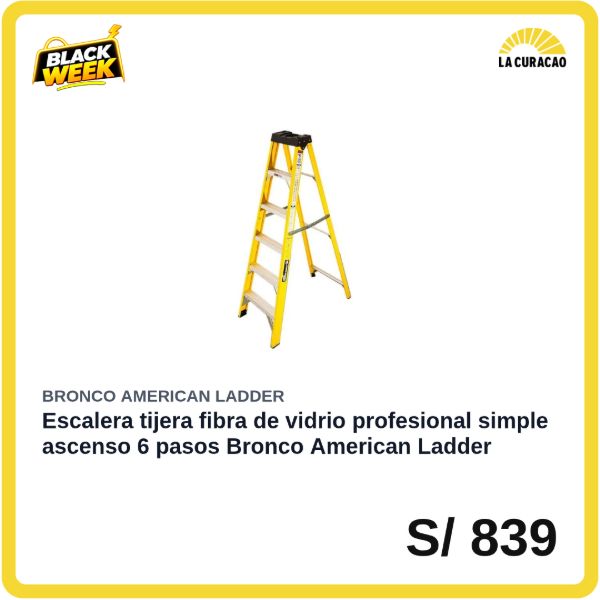 BLACK
WEEK
LA CURACAO
BRONCO AMERICAN LADDER
Escalera tijera fibra de vidrio profesional simple
ascenso 6 pasos Bronco American Ladder
S/ 839